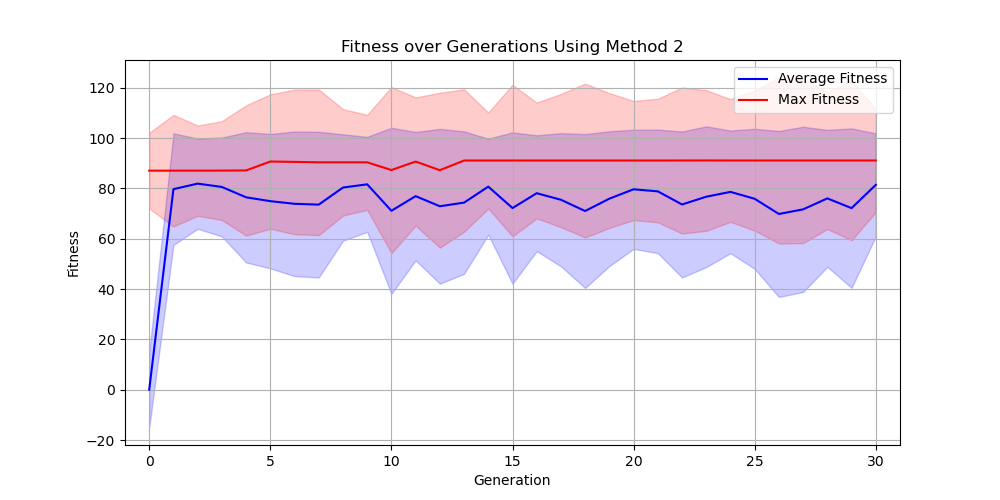 Fitness over Generations Using Method 2
Average Fitness
Max Fitness
120
100
80
60
40
20
0
−20
Fitness
0 5 10 15 20 25 30
Generation